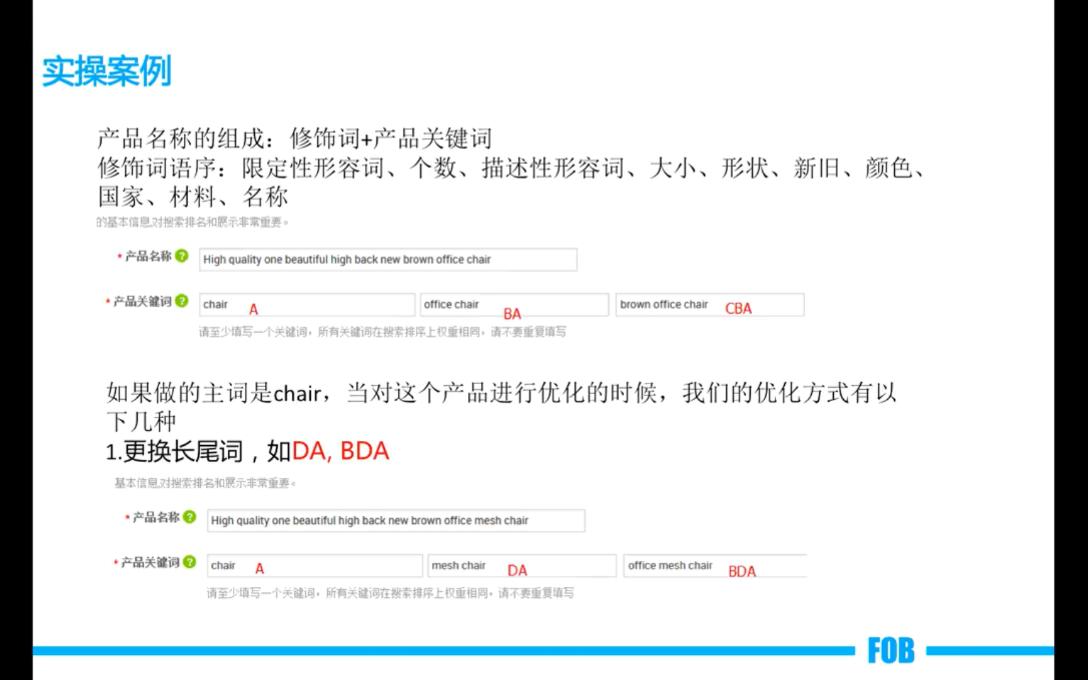 实操案例
产品名称的组成：修饰词+产品关键词
修饰词语序：限定性形容词、个数、描述性形容词、大小、形状、新旧、颜色、
国家、材料、名称
的基本信息,对搜索排名和展示非常重要。
* 产品名称 ? High quality one beautiful high back new brown office chair
* 产品关键词 ? chair A office chair BA brown office chair CBA
请至少填写一个关键词，所有关键词在搜索排序上权重相同，请不要重复填写
如果做的主词是chair，当对这个产品进行优化的时候，我们的优化方式有以
下几种
1.更换长尾词，如DA, BDA
基本信息,对搜索排名和展示非常重要。
* 产品名称 ? High quality one beautiful high back new brown office mesh chair
* 产品关键词 ? chair A mesh chair DA office mesh chair BDA
请至少填写一个关键词，所有关键词在搜索排序上权重相同，请不要重复填写
FOB